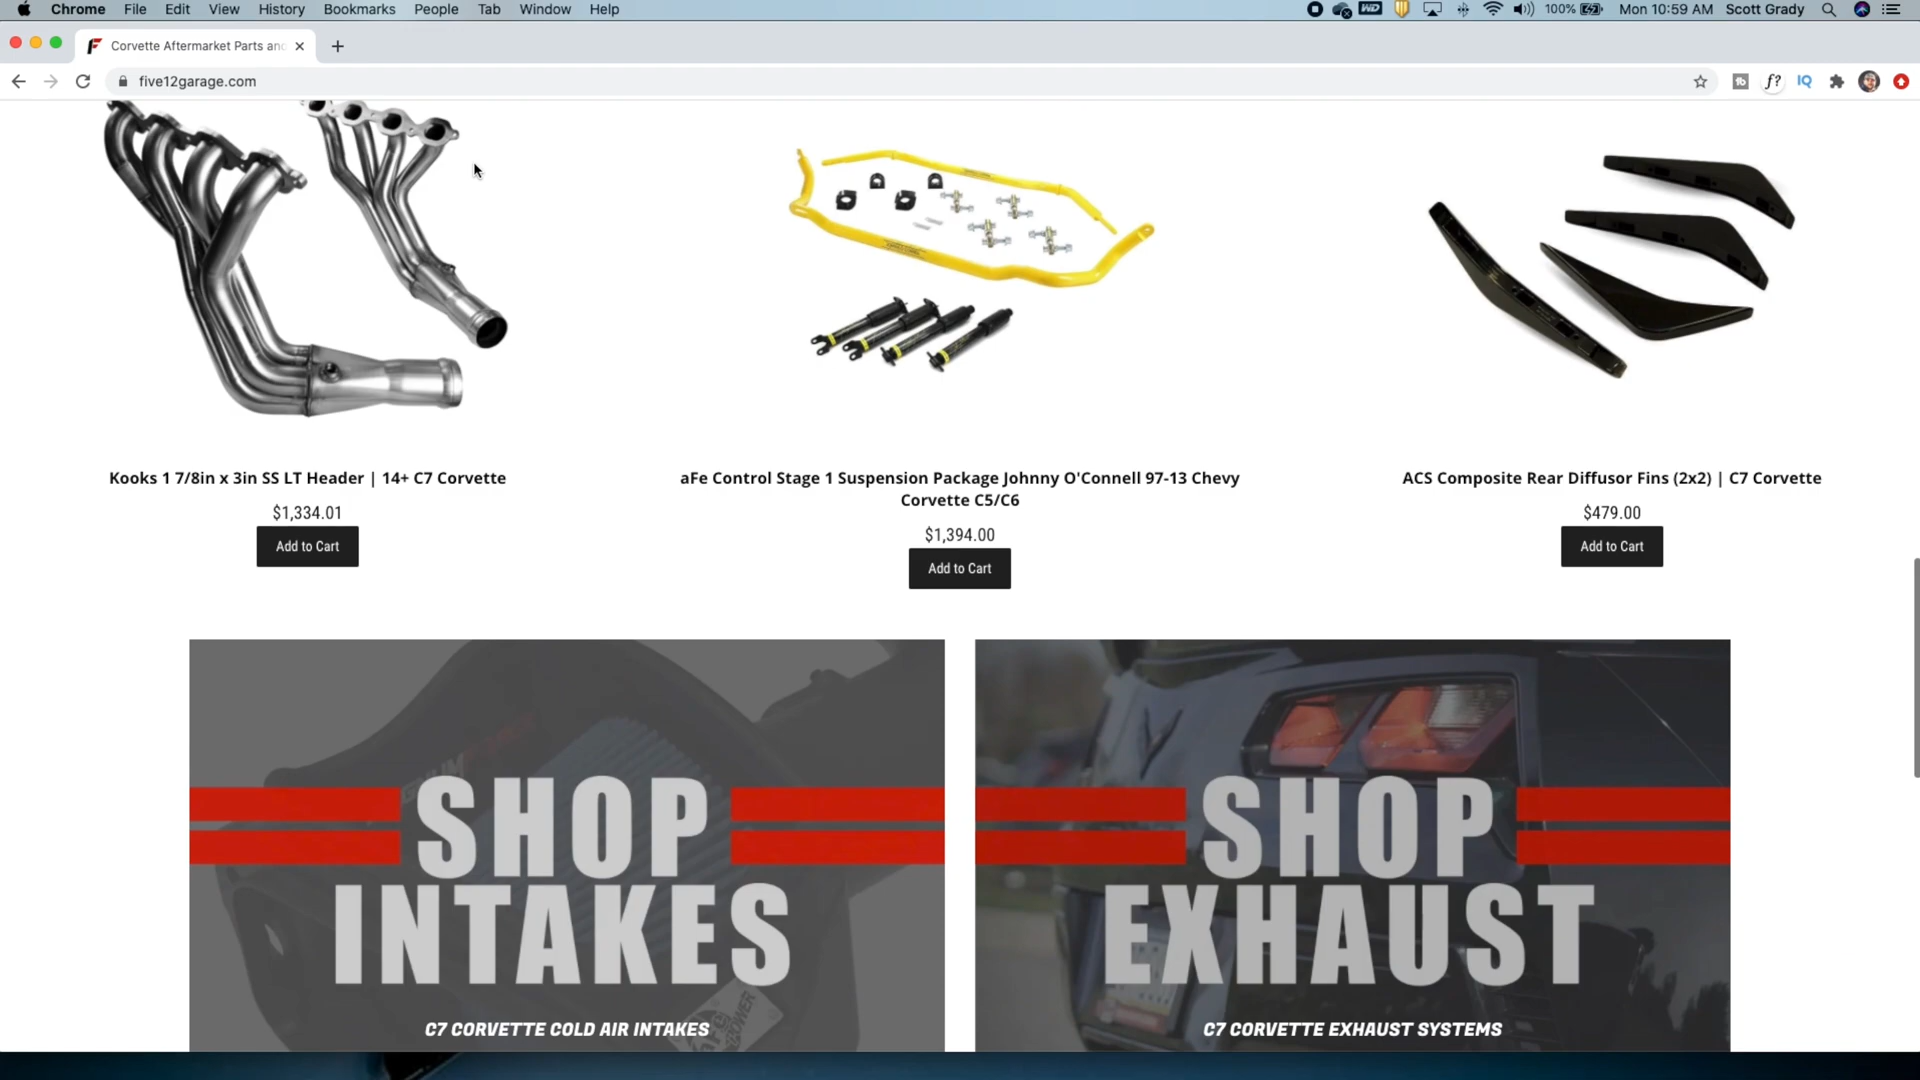 Chrome File Edit View History Bookmarks People Tab Window Help
100% Mon 10:59 AM Scott Grady
Corvette Aftermarket Parts and
five12garage.com
f? IQ
Kooks 1 7/8in x 3in SS LT Header | 14+ C7 Corvette
$1,334.01
Add to Cart
aFe Control Stage 1 Suspension Package Johnny O'Connell 97-13 Chevy
Corvette C5/C6
$1,394.00
Add to Cart
ACS Composite Rear Diffusor Fins (2x2) | C7 Corvette
$479.00
Add to Cart
SHOP
INTAKES
C7 CORVETTE COLD AIR INTAKES
SHOP
EXHAUST
C7 CORVETTE EXHAUST SYSTEMS